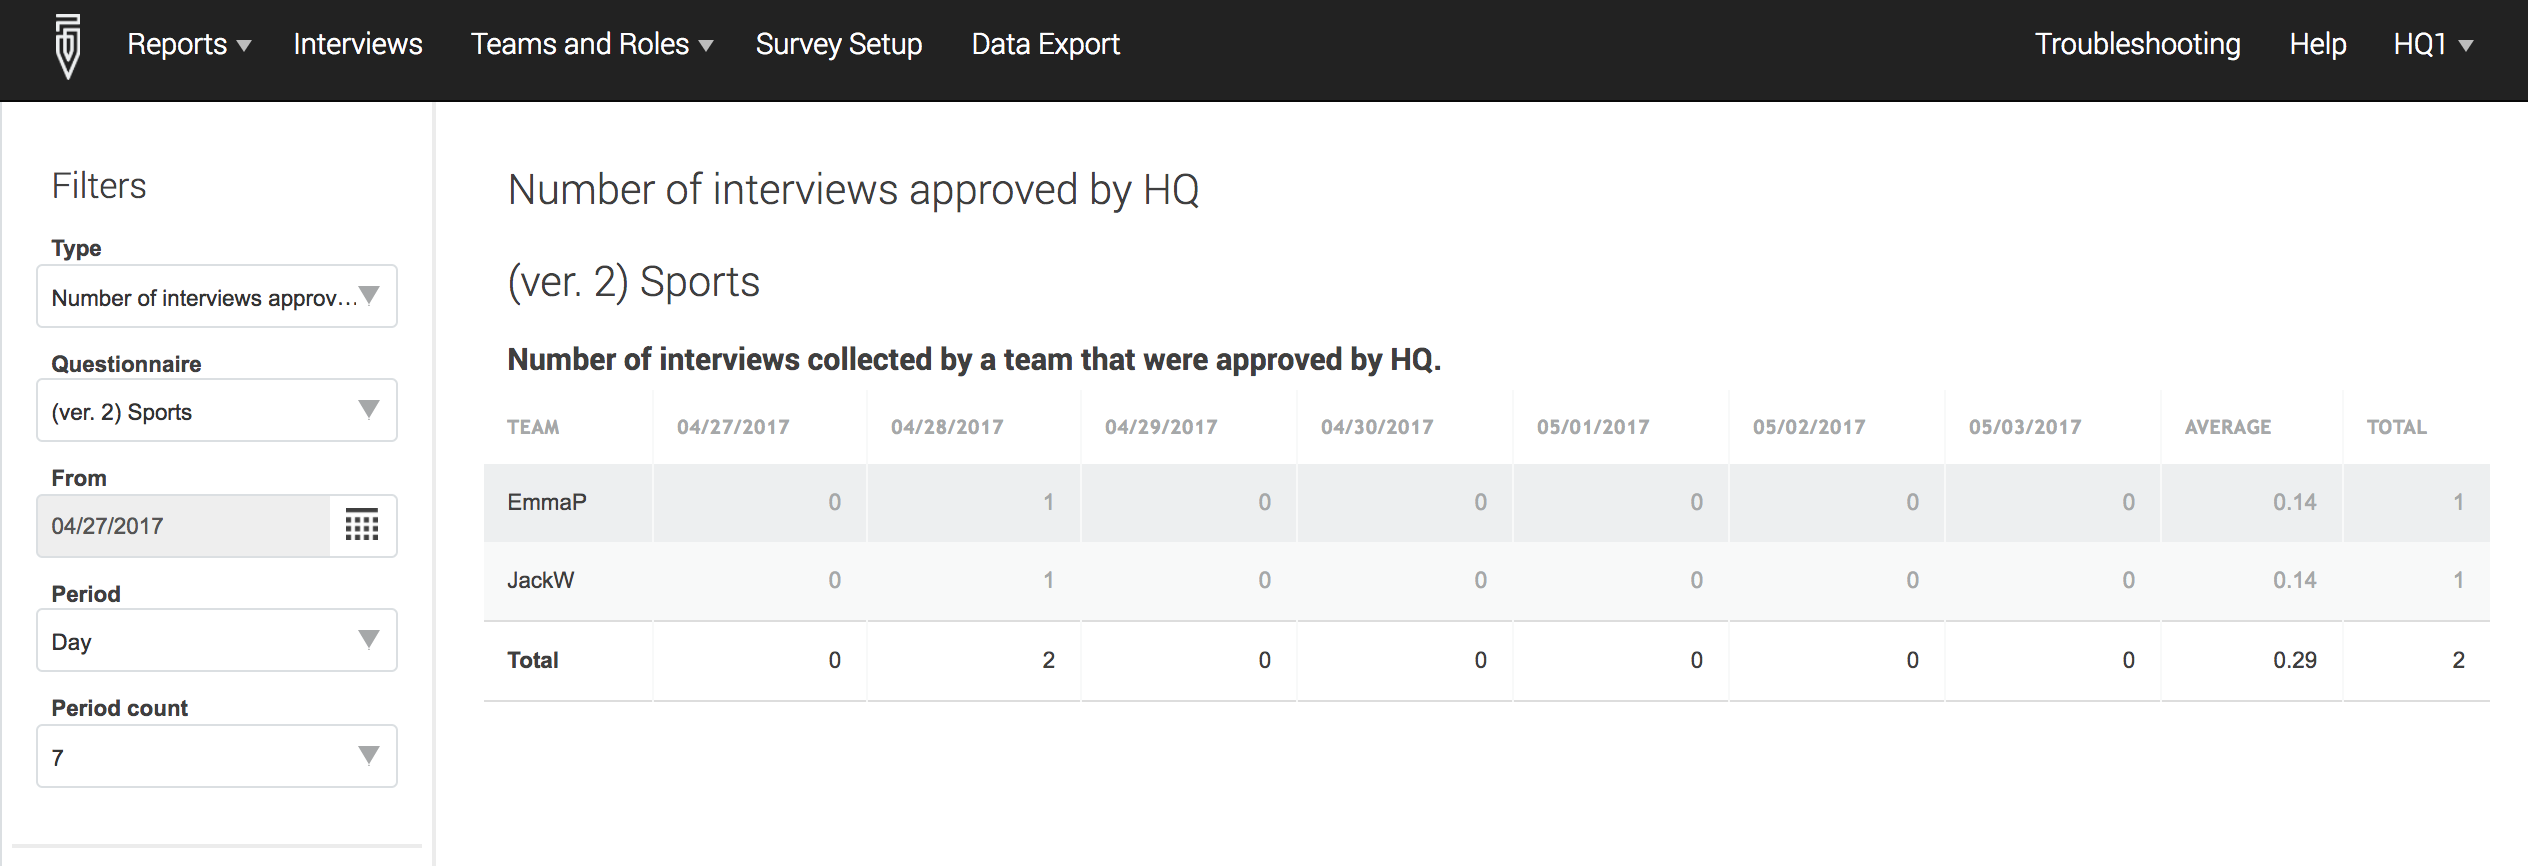 Reports Interviews Teams and Roles Survey Setup Data Export Troubleshooting Help HQ1
Filters
Type
Number of interviews approv...
Questionnaire
(ver. 2) Sports
From
04/27/2017
Period
Day
Period count
7
Number of interviews approved by HQ
(ver. 2) Sports
Number of interviews collected by a team that were approved by HQ.
TEAM 04/27/2017 04/28/2017 04/29/2017 04/30/2017 05/01/2017 05/02/2017 05/03/2017 AVERAGE TOTAL
EmmaP 0 1 0 0 0 0 0 0.14 1
JackW 0 1 0 0 0 0 0 0.14 1
Total 0 2 0 0 0 0 0 0.29 2